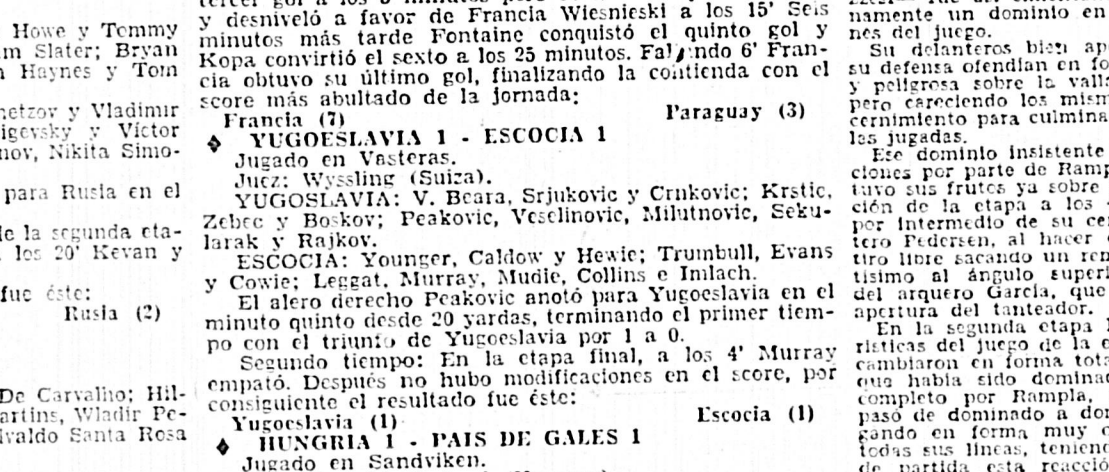 Howe y Tommy
Slater; Bryan
Haynes y Tom
netzov y Vladimir
igevsky y Victor
nov, Nikita Simo-
para Rusia en el
de la segunda eta-
los 20' Kevan y
fue éste:
Rusia (2)
De Carvalho; Hil-
artins, Wladir Pe-
ivaldo Santa Rosa
y desniveló a favor de Francia Wiesnieski a los 15' Seis
minutos más tarde Fontaine conquistó el quinto gol y
Kopa convirtió el sexto a los 25 minutos. Faltando 6' Fran-
cia obtuvo su último gol, finalizando la contienda con el
score más abultado de la jornada:
Francia (7) Paraguay (3)
YUGOESLAVIA 1 - ESCOCIA 1
Jugado en Vasteras.
Juez: Wyssling (Suiza).
YUGOSLAVIA: V. Beara, Srjukovic y Crnkovic; Krstic,
Zebec y Boskov; Peakovic, Veselinovic, Milutnovic, Seku-
larak y Rajkov.
ESCOCIA: Younger, Caldow y Hewie; Trumbull, Evans
y Cowie; Leggat, Murray, Mudie, Collins e Imlach.
El alero derecho Peakovic anotó para Yugoeslavia en el
minuto quinto desde 20 yardas, terminando el primer tiem-
po con el triunfo de Yugoeslavia por 1 a 0.
Segundo tiempo: En la etapa final, a los 4' Murray
empató. Después no hubo modificaciones en el score, por
consiguiente el resultado fue éste:
Yugoeslavia (1) Escocia (1)
HUNGRIA 1 - PAIS DE GALES 1
Jugado en Sandviken.
namente un dominio en
nes del juego.
Su delanteros bien ap
su defensa ofendían en fo
y peligrosa sobre la valla
pero careciendo los mism
cernimiento para culmina
las jugadas.
Ese dominio insistente
ciones por parte de Ramp
tuvo sus frutos ya sobre
ción de la etapa a los
por intermedio de su cen
tero Pedersen, al hacer
tiro libre sacando un rem
tísimo al ángulo superi
del arquero García, que
apertura del tanteador.
En la segunda etapa
rísticas del juego de la e
cambiaron en forma tota
que había sido dominad
completo por Rampla,
pasó de dominado a dom
gando en forma muy
todas sus líneas, teniend
de partida esta reacció